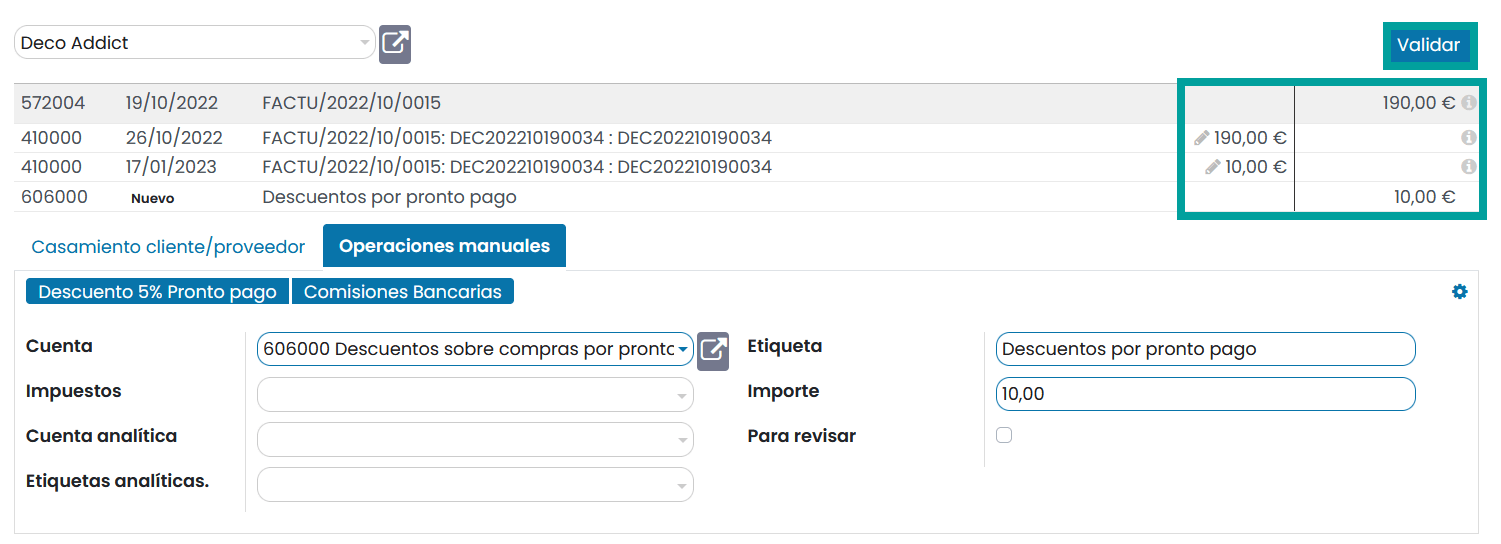 Deco Addict
Validar
572004 19/10/2022 FACTU/2022/10/0015 190,00 €
410000 26/10/2022 FACTU/2022/10/0015: DEC202210190034 : DEC202210190034 190,00 €
410000 17/01/2023 FACTU/2022/10/0015: DEC202210190034 : DEC202210190034 10,00 €
606000 Nuevo Descuentos por pronto pago 10,00 €
Casamiento cliente/proveedor Operaciones manuales
Descuento 5% Pronto pago Comisiones Bancarias
Cuenta 606000 Descuentos sobre compras por pronto Etiqueta Descuentos por pronto pago
Impuestos Importe 10,00
Cuenta analítica Para revisar
Etiquetas analíticas.